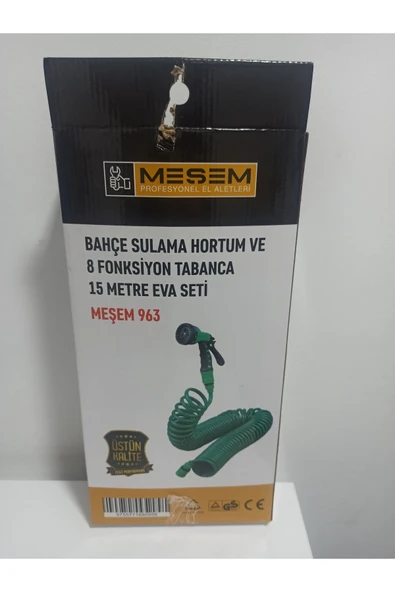 MEŞEM
PROFESYONEL EL ALETLERİ
BAHÇE SULAMA HORTUM VE
8 FONKSİYON TABANCA
15 METRE EVA SETİ
MEŞEM 963
ÜSTÜN
KALİTE
GS CE